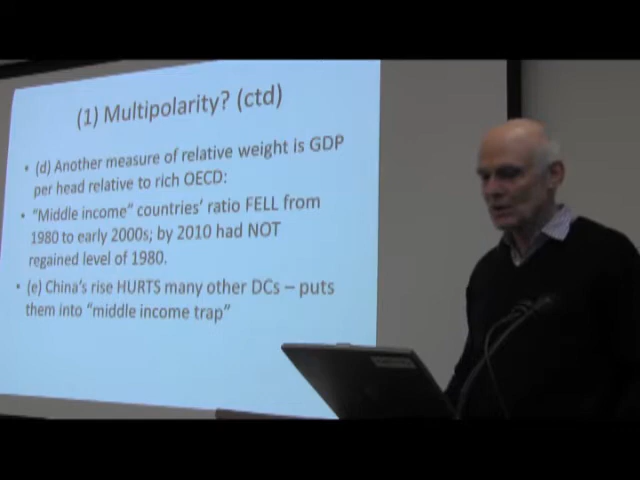 (1) Multipolarity? (ctd)
• (d) Another measure of relative weight is GDP
per head relative to rich OECD:
• “Middle income“ countries’ ratio FELL from
1980 to early 2000s; by 2010 had NOT
regained level of 1980.
• (e) China’s rise HURTS many other DCs – puts
them into “middle income trap”